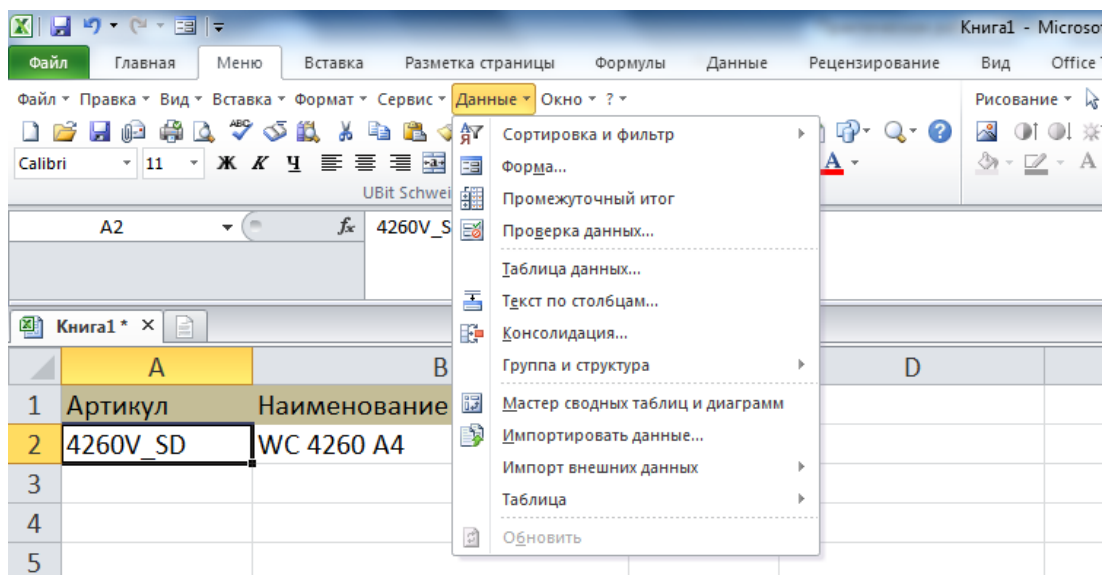 Книга1 - Microso
Файл Главная Меню Вставка Разметка страницы Формулы Данные Рецензирование Вид Office
Файл Правка Вид Вставка Формат Сервис Данные Окно ? Рисование
Calibri 11 Ж К Ч
UBit Schwei
A2 fx 4260V_S
Сортировка и фильтр
Форма...
Промежуточный итог
Проверка данных...
Таблица данных...
Текст по столбцам...
Консолидация...
Группа и структура
Мастер сводных таблиц и диаграмм
Импортировать данные...
Импорт внешних данных
Таблица
Обновить
Книга1 *
A B D
1 Артикул Наименование
2 4260V_SD WC 4260 A4
3
4
5